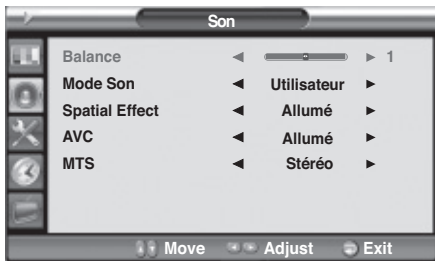 Son
Balance 1
Mode Son Utilisateur
Spatial Effect Allumé
AVC Allumé
MTS Stéréo
Move Adjust Exit